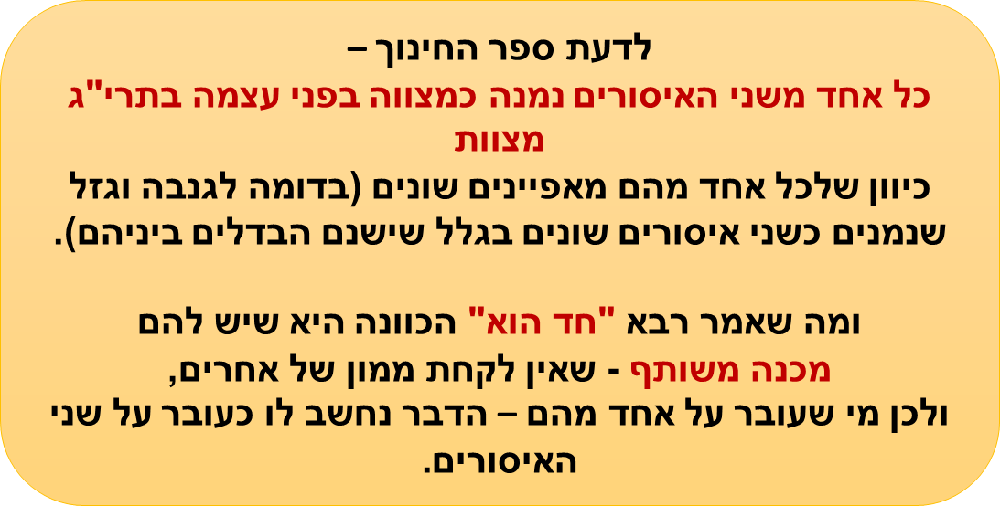 לדעת ספר החינוך –
כל אחד משני האיסורים נמנה כמצווה בפני עצמה בתרי"ג
מצוות
כיוון שלכל אחד מהם מאפיינים שונים (בדומה לגנבה וגזל
שנמנים כשני איסורים שונים בגלל שישנם הבדלים ביניהם).
ומה שאמר רבא "חד הוא" הכוונה היא שיש להם
מכנה משותף - שאין לקחת ממון של אחרים,
ולכן מי שעובר על אחד מהם – הדבר נחשב לו כעובר על שני
האיסורים.